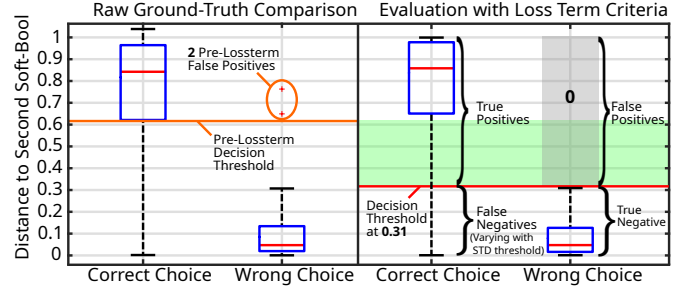 Raw Ground-Truth Comparison
Evaluation with Loss Term Criteria
Distance to Second Soft-Bool
1
0.9
0.8
0.7
0.6
0.5
0.4
0.3
0.2
0.1
0
2 Pre-Lossterm
False Positives
Pre-Lossterm
Decision
Threshold
True
Positives
0
False
Positives
Decision
Threshold
at 0.31
False
Negatives
(Varying with
STD threshold)
True
Negative
Correct Choice
Wrong Choice
Correct Choice
Wrong Choice